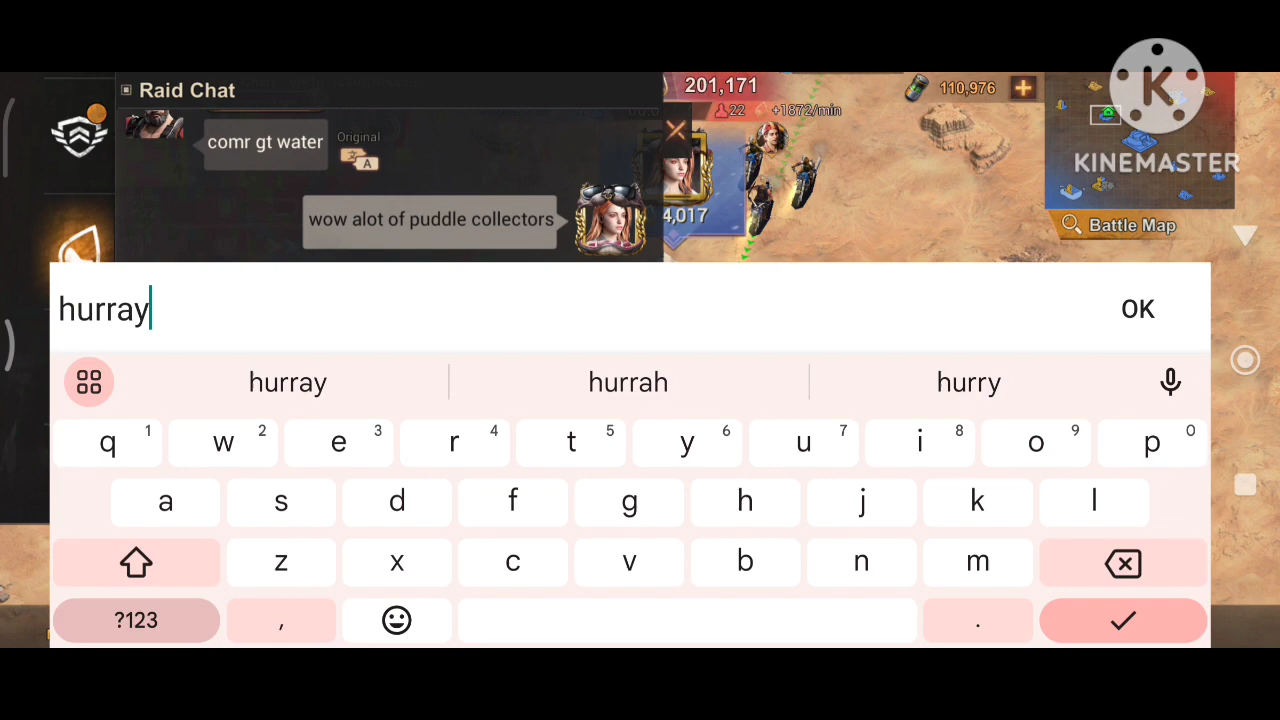 Raid Chat
201,171
110,976
22
+1872/min
comr gt water
Original
A
K
KINEMASTER
wow alot of puddle collectors
4,017
Battle Map
hurray
OK
hurray hurrah hurry
q 1 w 2 e 3 r 4 t 5 y 6 u 7 i 8 o 9 p 0
a s d f g h j k l
z x c v b n m
?123 , .